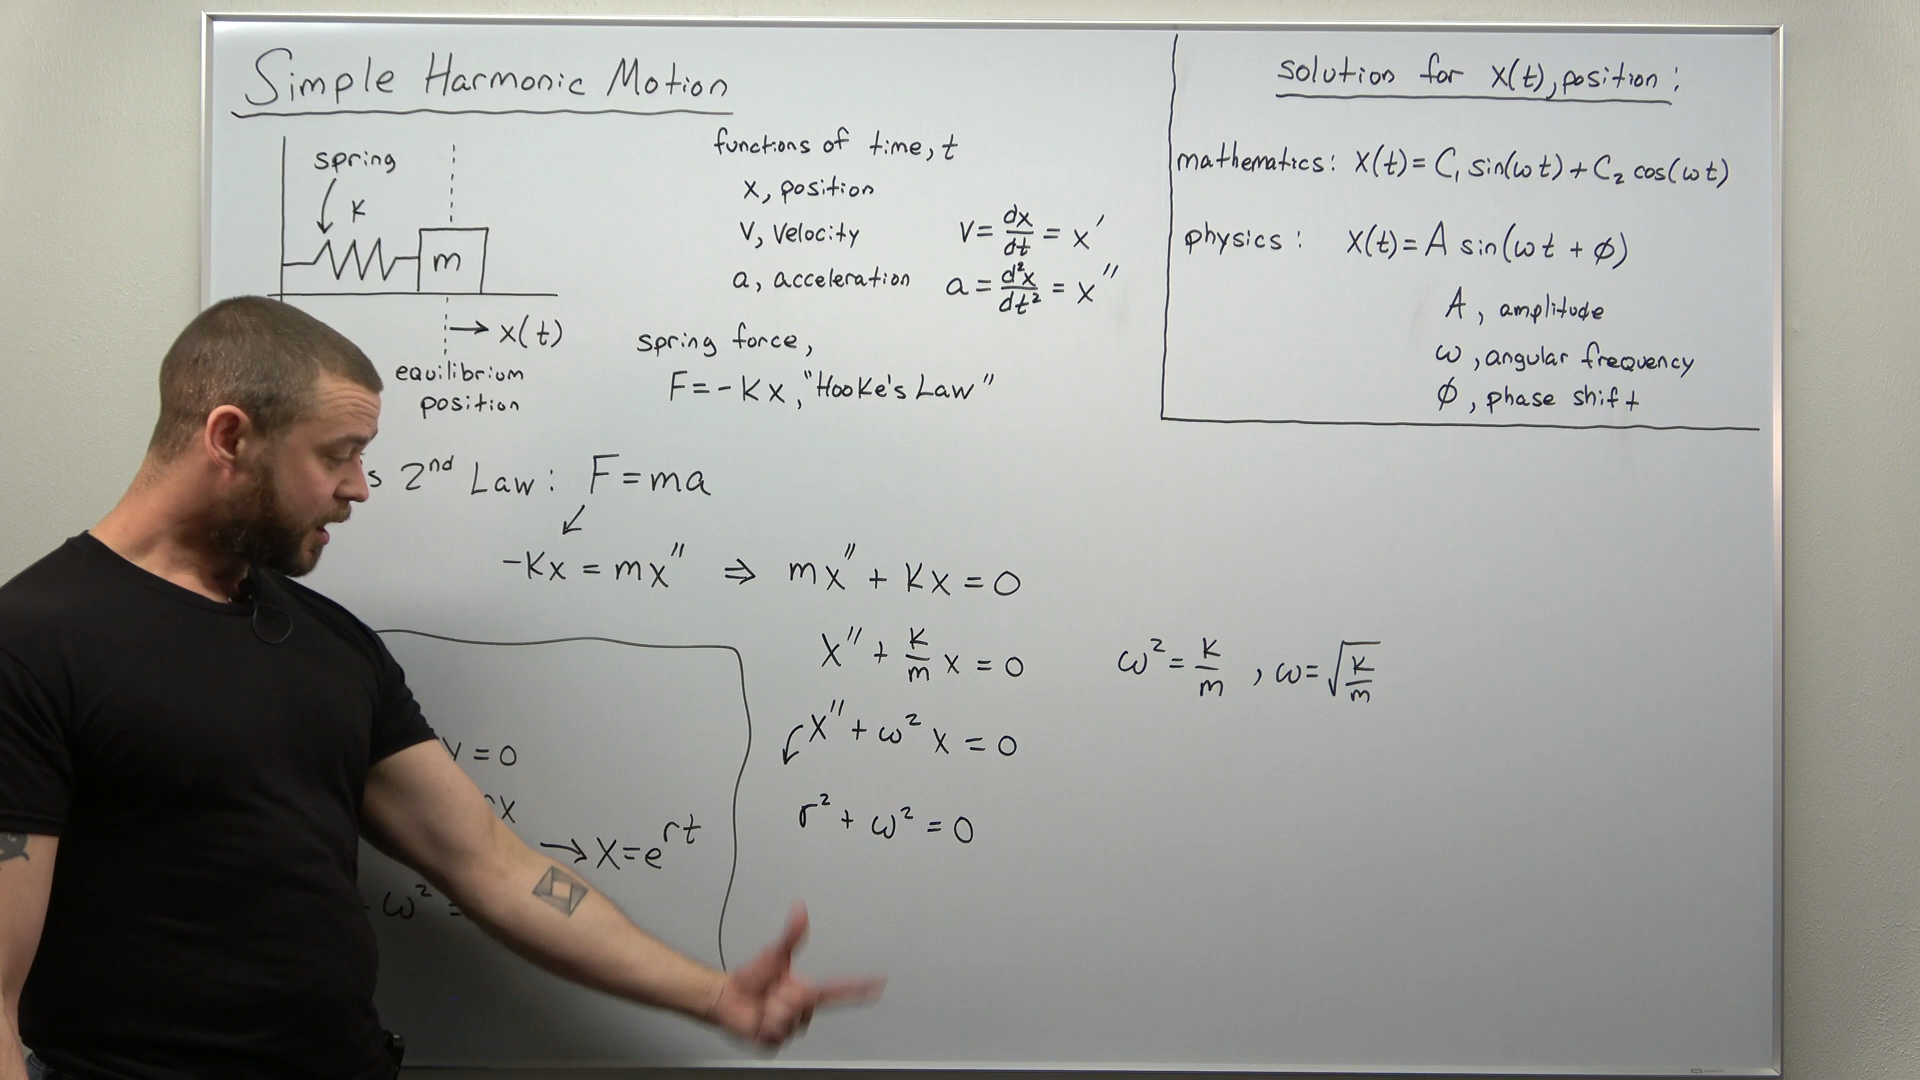 Simple Harmonic Motion
spring
k
m
x(t)
equilibrium
position
functions of time, t
x, position
v, velocity
a, acceleration
v = dx/dt = x′
a = d²x/dt² = x″
spring force,
F = -kx, "Hooke's Law"
s 2nd Law: F = ma
-kx = mx″ ⇒ mx″ + kx = 0
x″ + k/m x = 0
ω² = k/m , ω = √(k/m)
x″ + ω² x = 0
r² + ω² = 0
y = 0
x
→ x = e^rt
ω² =
solution for x(t), position:
mathematics: x(t) = C₁ sin(ωt) + C₂ cos(ωt)
physics: x(t) = A sin(ωt + φ)
A, amplitude
ω, angular frequency
φ, phase shift